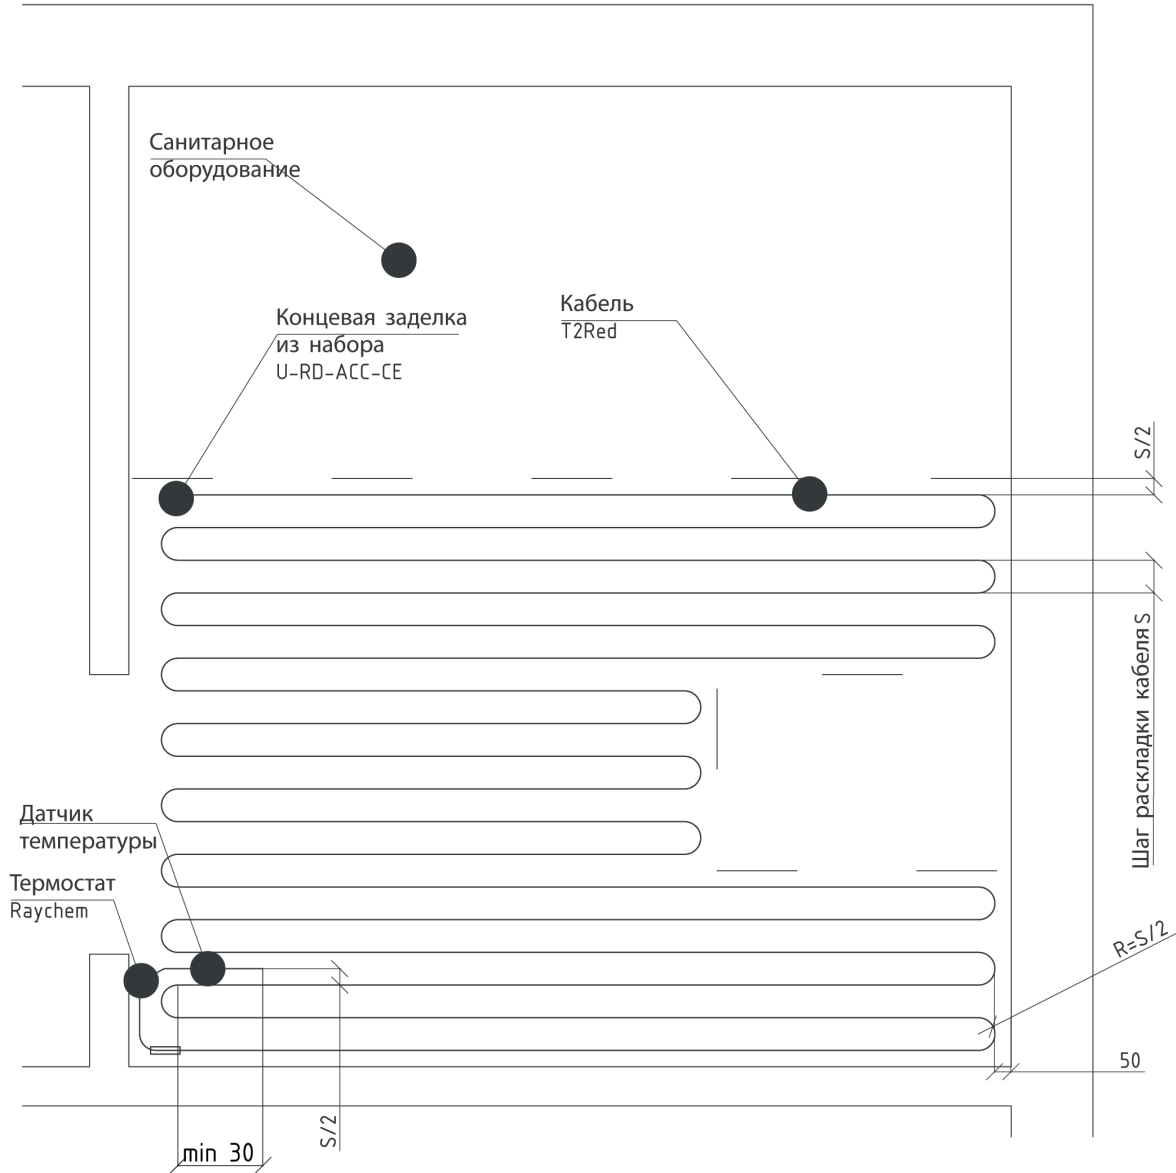 Санитарное
оборудование
Концевая заделка
из набора
U-RD-ACC-CE
Кабель
T2Red
S/2
Шаг раскладки кабеля S
Датчик
температуры
Термостат
Raychem
R=S/2
50
S/2
min 30